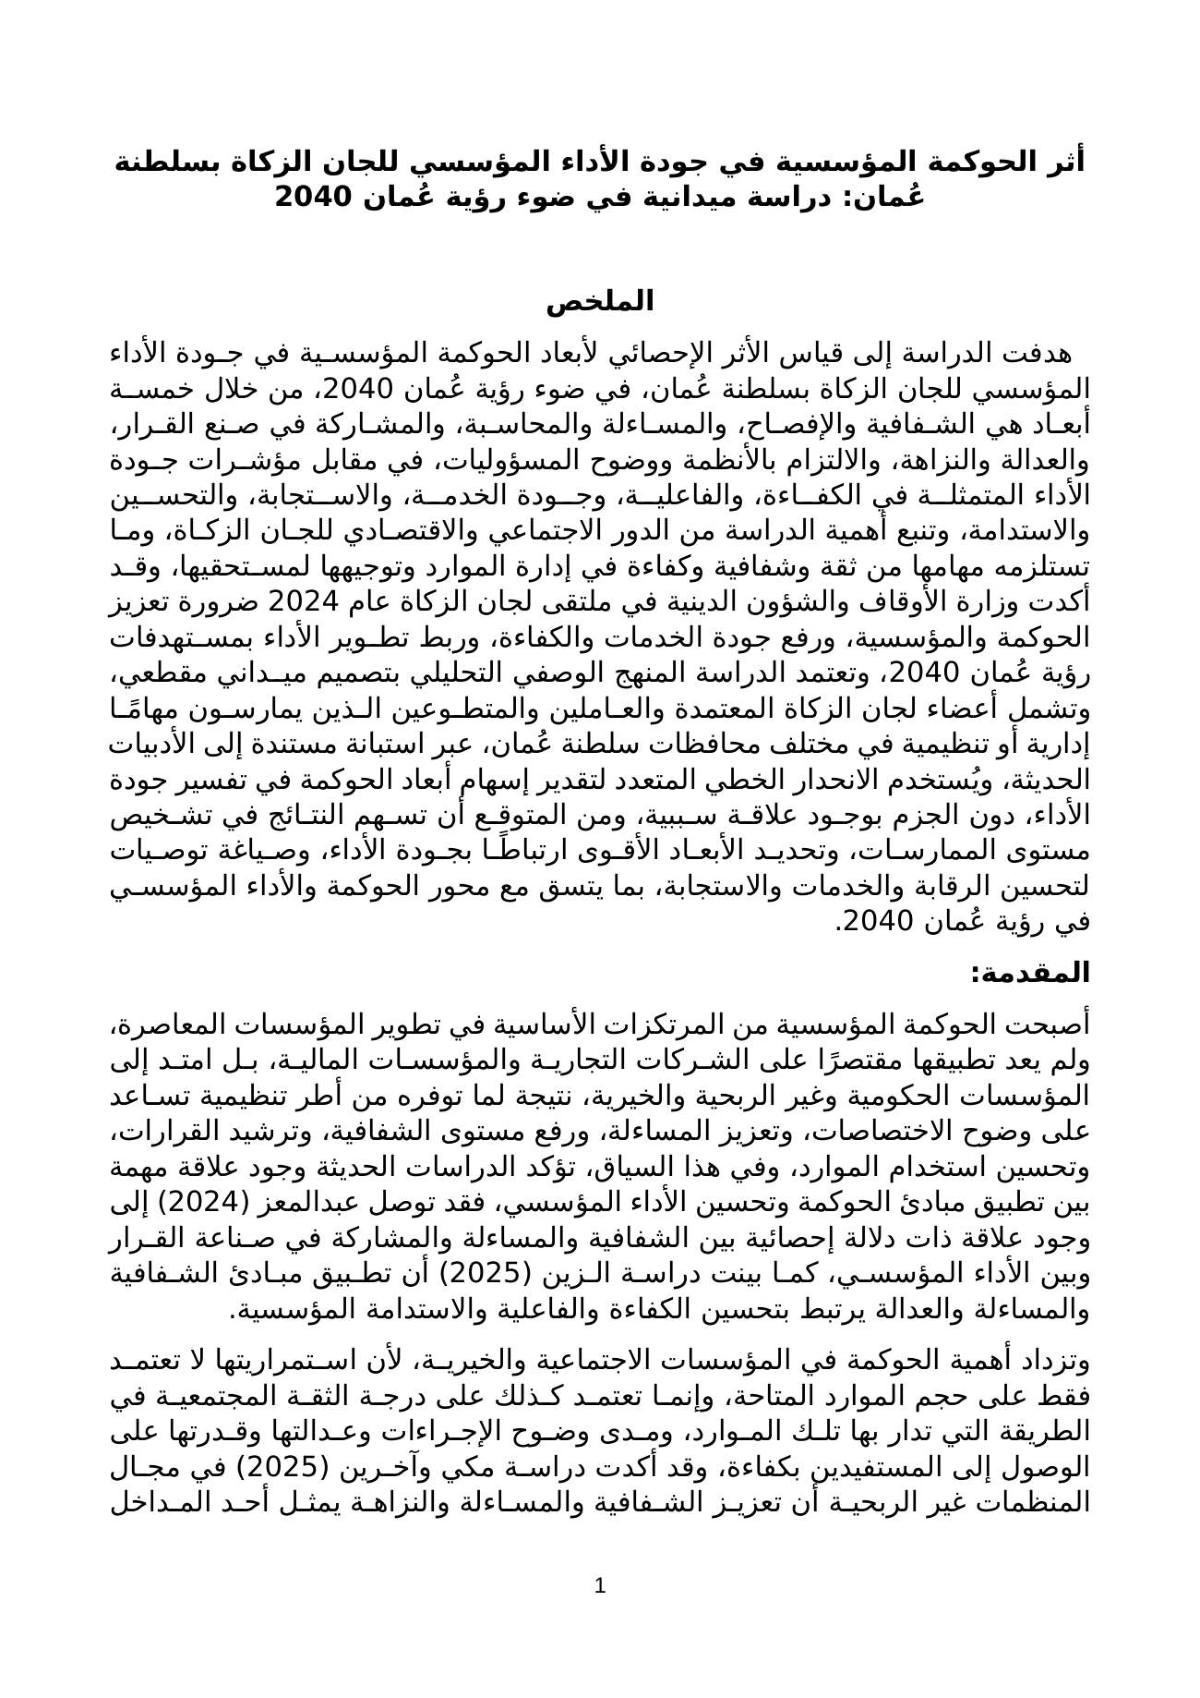 أثر الحوكمة المؤسسية في جودة الأداء المؤسسي للجان الزكاة بسلطنة
عُمان: دراسة ميدانية في ضوء رؤية عُمان 2040
الملخص
هدفت الدراسة إلى قياس الأثر الإحصائي لأبعاد الحوكمة المؤسسية في جودة الأداء
المؤسسي للجان الزكاة بسلطنة عُمان، في ضوء رؤية عُمان 2040، من خلال خمسة
أبعاد هي الشفافية والإفصاح، والمساءلة والمحاسبة، والمشاركة في صنع القرار،
والعدالة والنزاهة، والالتزام بالأنظمة ووضوح المسؤوليات، في مقابل مؤشرات جودة
الأداء المتمثلة في الكفاءة، والفاعلية، وجودة الخدمة، والاستجابة، والتحسين
والاستدامة، وتنبع أهمية الدراسة من الدور الاجتماعي والاقتصادي للجان الزكاة، وما
تستلزمه مهامها من ثقة وشفافية وكفاءة في إدارة الموارد وتوجيهها لمستحقيها، وقد
أكدت وزارة الأوقاف والشؤون الدينية في ملتقى لجان الزكاة عام 2024 ضرورة تعزيز
الحوكمة والمؤسسية، ورفع جودة الخدمات والكفاءة، وربط تطوير الأداء بمستهدفات
رؤية عُمان 2040، وتعتمد الدراسة المنهج الوصفي التحليلي بتصميم ميداني مقطعي،
وتشمل أعضاء لجان الزكاة المعتمدة والعاملين والمتطوعين الذين يمارسون مهامًا
إدارية أو تنظيمية في مختلف محافظات سلطنة عُمان، عبر استبانة مستندة إلى الأدبيات
الحديثة، ويُستخدم الانحدار الخطي المتعدد لتقدير إسهام أبعاد الحوكمة في تفسير جودة
الأداء، دون الجزم بوجود علاقة سببية، ومن المتوقع أن تسهم النتائج في تشخيص
مستوى الممارسات، وتحديد الأبعاد الأقوى ارتباطًا بجودة الأداء، وصياغة توصيات
لتحسين الرقابة والخدمات والاستجابة، بما يتسق مع محور الحوكمة والأداء المؤسسي
في رؤية عُمان 2040.
المقدمة:
أصبحت الحوكمة المؤسسية من المرتكزات الأساسية في تطوير المؤسسات المعاصرة،
ولم يعد تطبيقها مقتصرًا على الشركات التجارية والمؤسسات المالية، بل امتد إلى
المؤسسات الحكومية وغير الربحية والخيرية، نتيجة لما توفره من أطر تنظيمية تساعد
على وضوح الاختصاصات، وتعزيز المساءلة، ورفع مستوى الشفافية، وترشيد القرارات،
وتحسين استخدام الموارد، وفي هذا السياق، تؤكد الدراسات الحديثة وجود علاقة مهمة
بين تطبيق مبادئ الحوكمة وتحسين الأداء المؤسسي، فقد توصل عبدالمعز (2024) إلى
وجود علاقة ذات دلالة إحصائية بين الشفافية والمساءلة والمشاركة في صناعة القرار
وبين الأداء المؤسسي، كما بينت دراسة الزين (2025) أن تطبيق مبادئ الشفافية
والمساءلة والعدالة يرتبط بتحسين الكفاءة والفاعلية والاستدامة المؤسسية.
وتزداد أهمية الحوكمة في المؤسسات الاجتماعية والخيرية، لأن استمراريتها لا تعتمد
فقط على حجم الموارد المتاحة، وإنما تعتمد كذلك على درجة الثقة المجتمعية في
الطريقة التي تدار بها تلك الموارد، ومدى وضوح الإجراءات وعدالتها وقدرتها على
الوصول إلى المستفيدين بكفاءة، وقد أكدت دراسة مكي وآخرين (2025) في مجال
المنظمات غير الربحية أن تعزيز الشفافية والمساءلة والنزاهة يمثل أحد المداخل
1